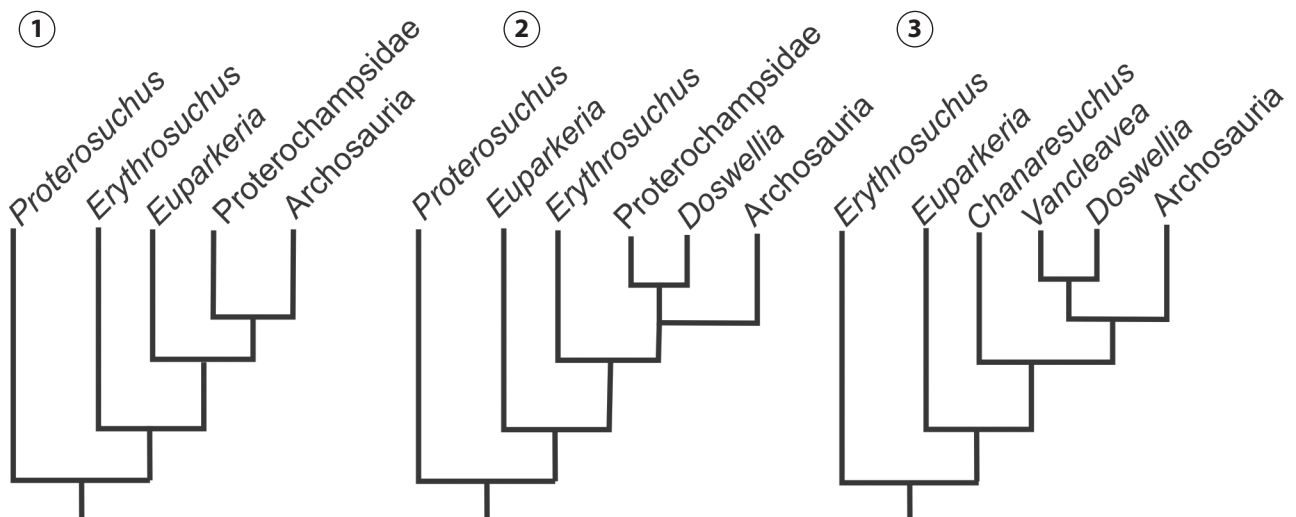 1
Proterosuchus
Erythrosuchus
Euparkeria
Proterochampsidae
Archosauria
2
Proterosuchus
Euparkeria
Erythrosuchus
Proterochampsidae
Doswellia
Archosauria
3
Erythrosuchus
Euparkeria
Chanaresuchus
Vancleavea
Doswellia
Archosauria